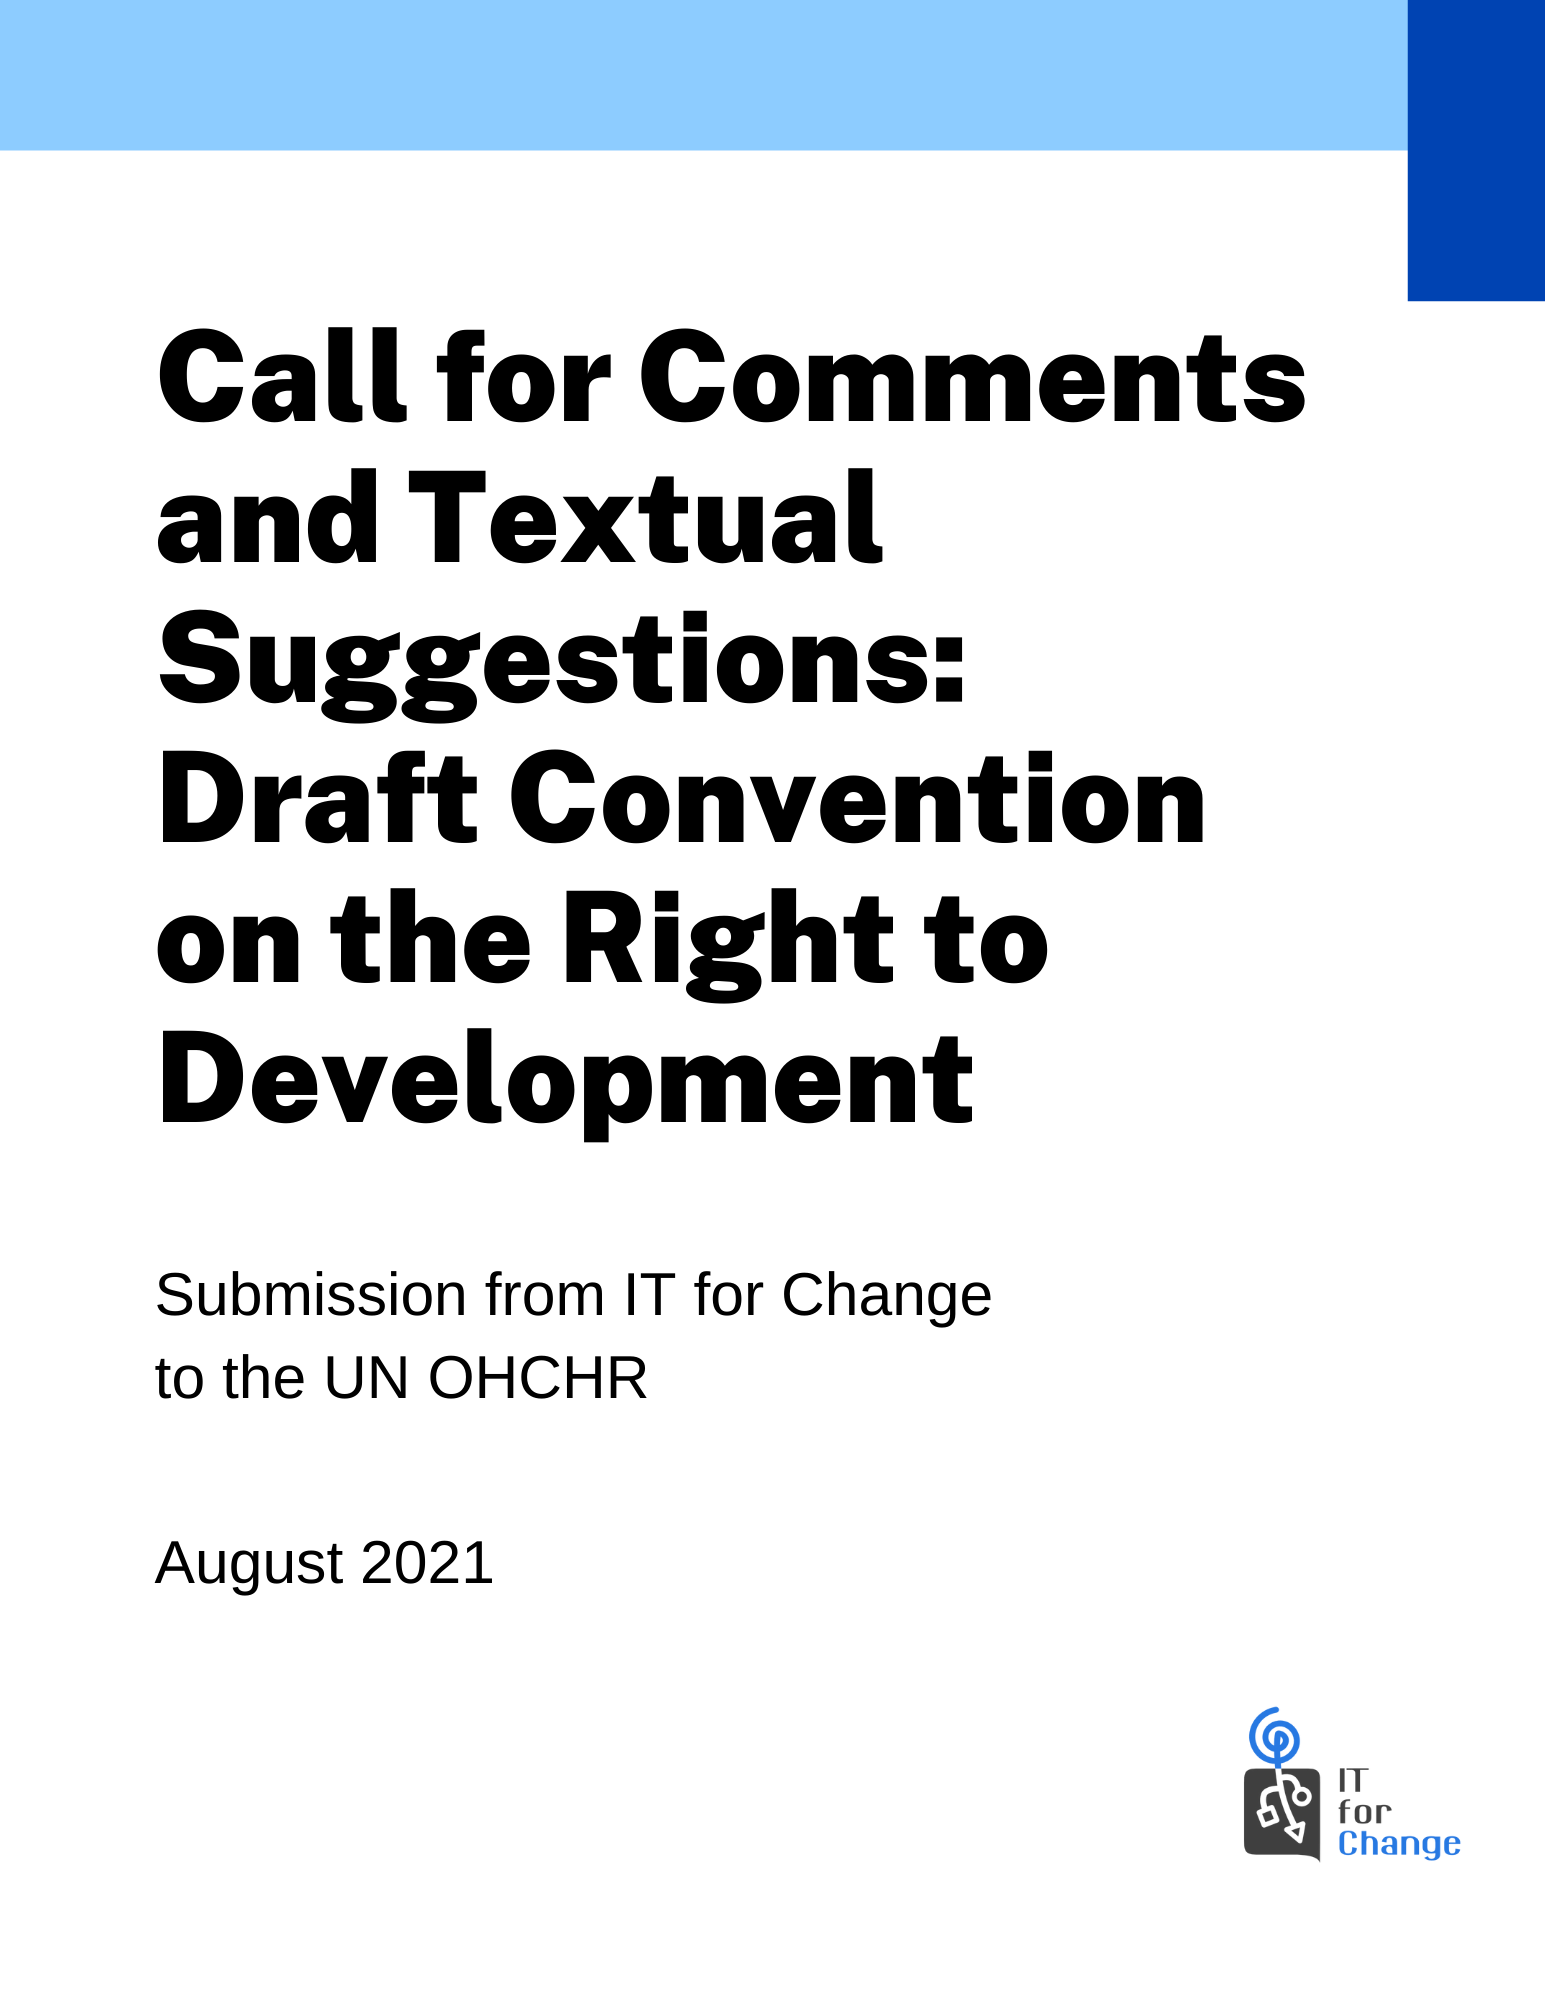 Call for Comments
and Textual
Suggestions:
Draft Convention
on the Right to
Development
Submission from IT for Change
to the UN OHCHR
August 2021
IT
for
Change